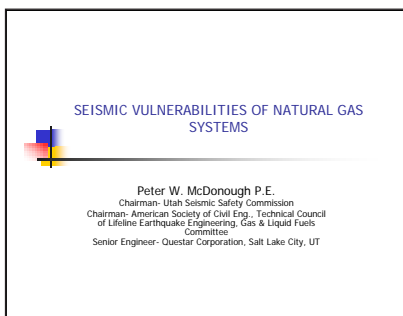 SEISMIC VULNERABILITIES OF NATURAL GAS
SYSTEMS
Peter W. McDonough P.E.
Chairman- Utah Seismic Safety Commission
Chairman- American Society of Civil Eng., Technical Council
of Lifeline Earthquake Engineering, Gas & Liquid Fuels
Committee
Senior Engineer- Questar Corporation, Salt Lake City, UT